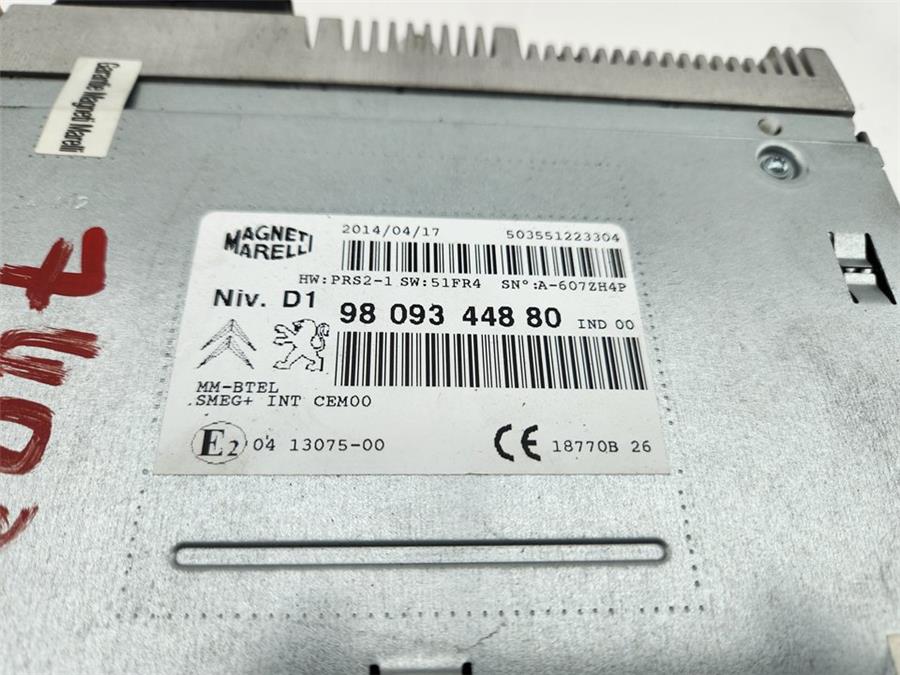 Garantie Magneti Marelli
MAGNETI MARELLI
2014/04/17 503551223304
HW:PRS2-1 SW:51FR4 SN°:A-607ZH4P
Niv. D1 98 093 448 80 IND 00
MM-BTEL
SMEG+ INT CEM00
E2 04 13075-00 CE 18770B 26